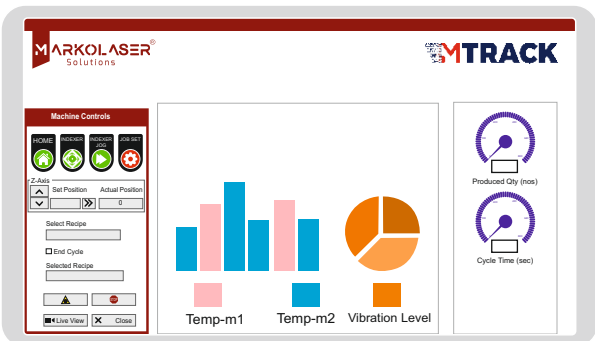 MARKOLASER®
Solutions
MTRACK
Machine Controls
HOME
INDEXER
INDEXER
JOG
JOB SET
Z-Axis
Set Position
Actual Position
0
Select Recipe
End Cycle
Selected Recipe
Live View
Close
Temp-m1
Temp-m2
Vibration Level
Produced Qty (nos)
Cycle Time (sec)